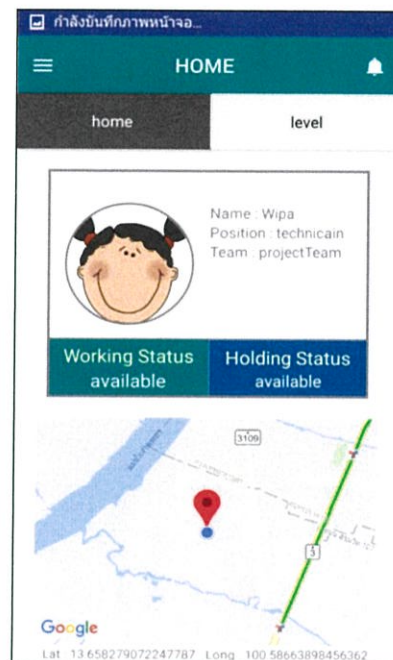 กำลังบันทึกภาพหน้าจอ...
HOME
home
level
Name : Wipa
Position : technicain
Team : projectTeam
Working Status
available
Holding Status
available
3109
3
Google
Lat 13.658279072247787 Long 100.58663898456362